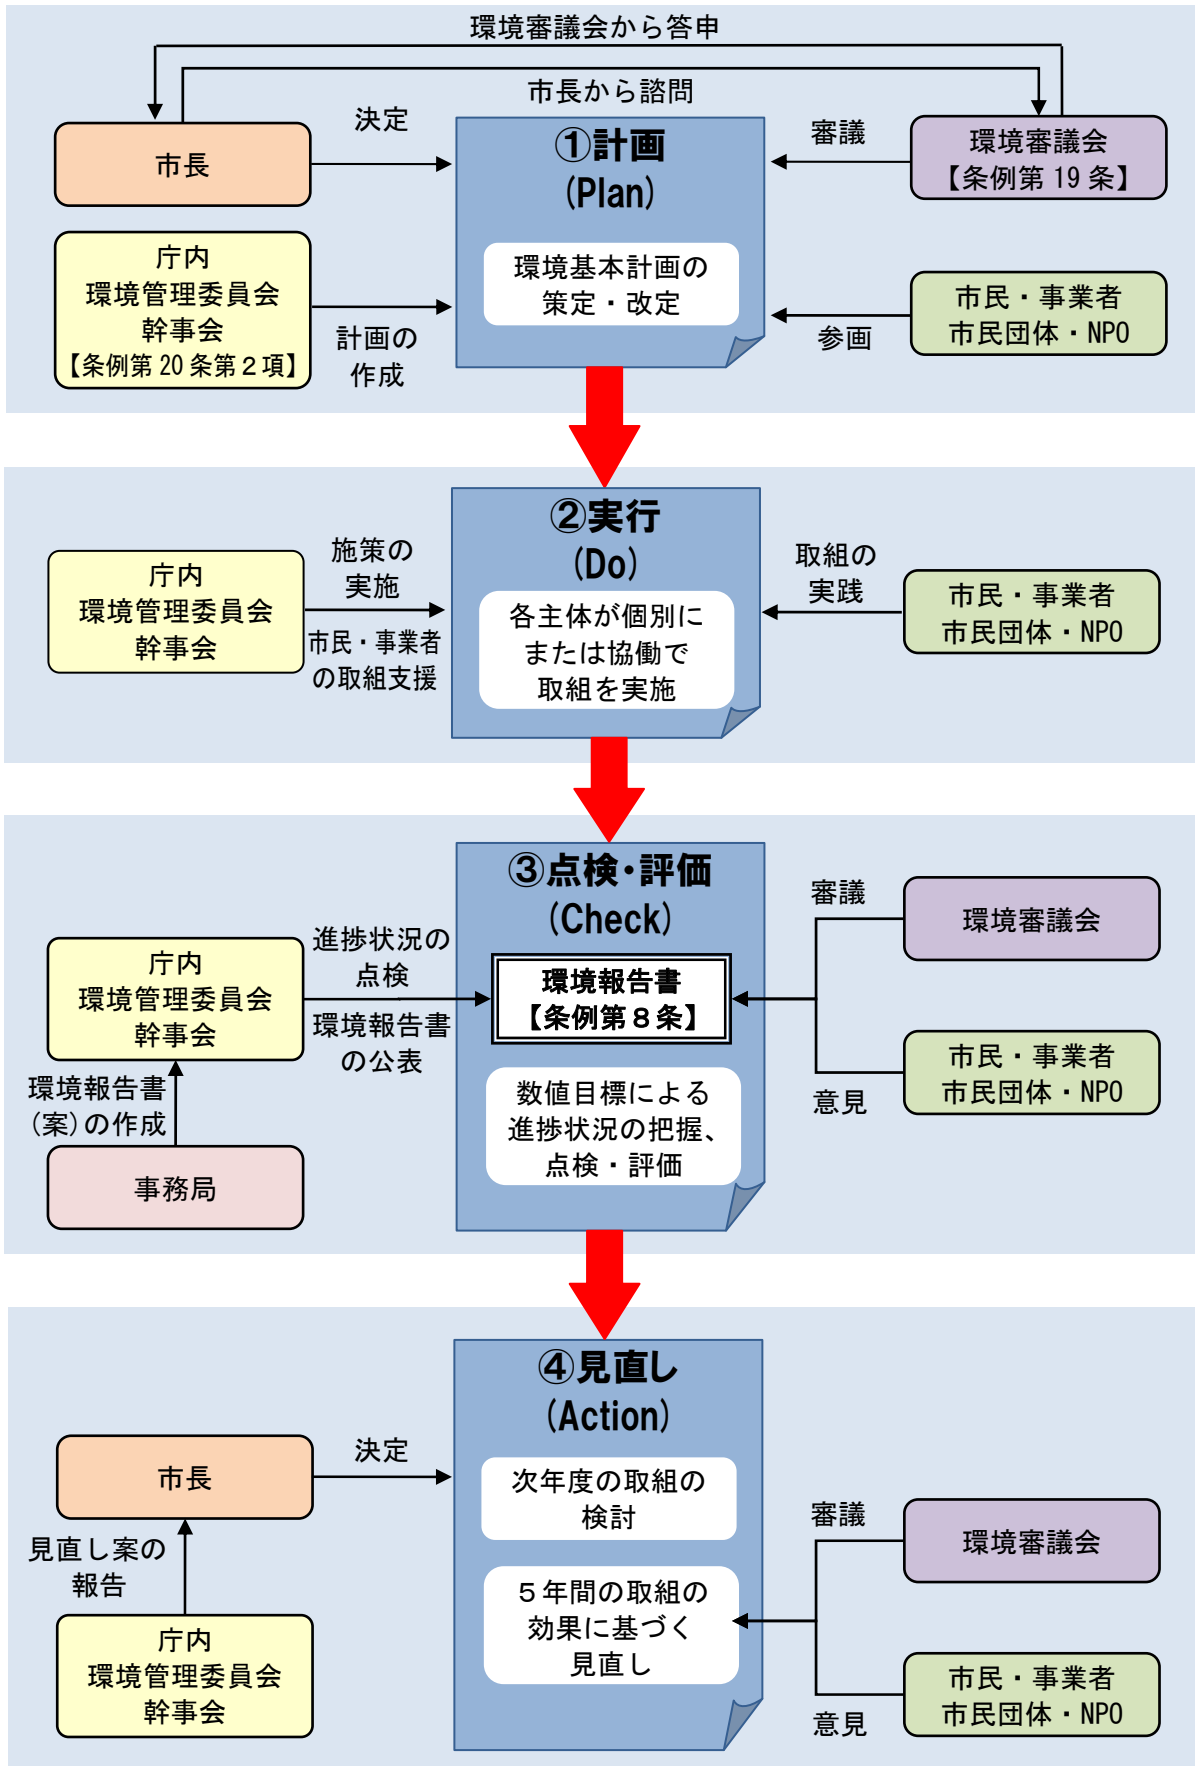 環境審議会から答申
市長から諮問
市長
決定
①計画
(Plan)
環境基本計画の
策定・改定
審議
環境審議会
【条例第 19 条】
庁内
環境管理委員会
幹事会
【条例第 20 条第２項】
計画の
作成
参画
市民・事業者
市民団体・NPO
②実行
(Do)
各主体が個別に
または協働で
取組を実施
庁内
環境管理委員会
幹事会
施策の
実施
市民・事業者
の取組支援
取組の
実践
市民・事業者
市民団体・NPO
③点検・評価
(Check)
環境報告書
【条例第８条】
数値目標による
進捗状況の把握、
点検・評価
庁内
環境管理委員会
幹事会
進捗状況の
点検
環境報告書
の公表
環境報告書
(案)の作成
事務局
審議
環境審議会
意見
市民・事業者
市民団体・NPO
④見直し
(Action)
次年度の取組の
検討
５年間の取組の
効果に基づく
見直し
市長
決定
見直し案の
報告
庁内
環境管理委員会
幹事会
審議
環境審議会
意見
市民・事業者
市民団体・NPO